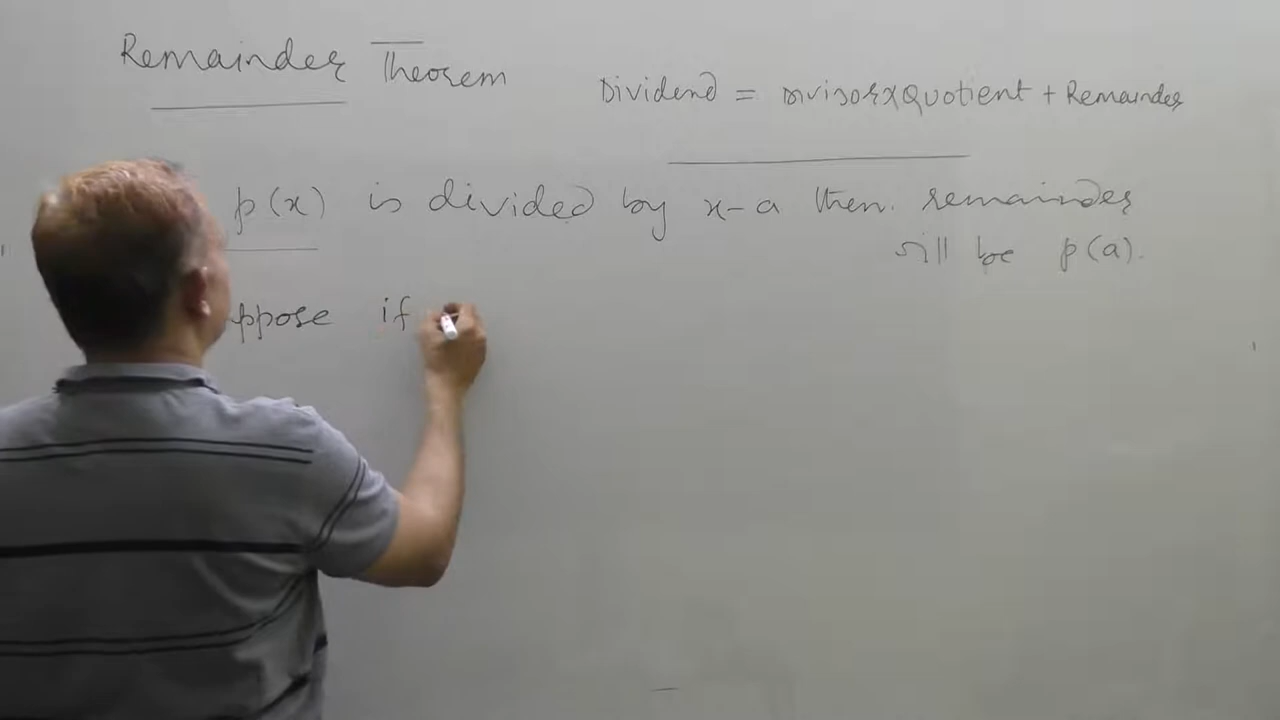 Remainder Theorem
Dividend = Divisor x Quotient + Remainder
p(x) is divided by x-a then. remainder
will be p(a).
ppose if